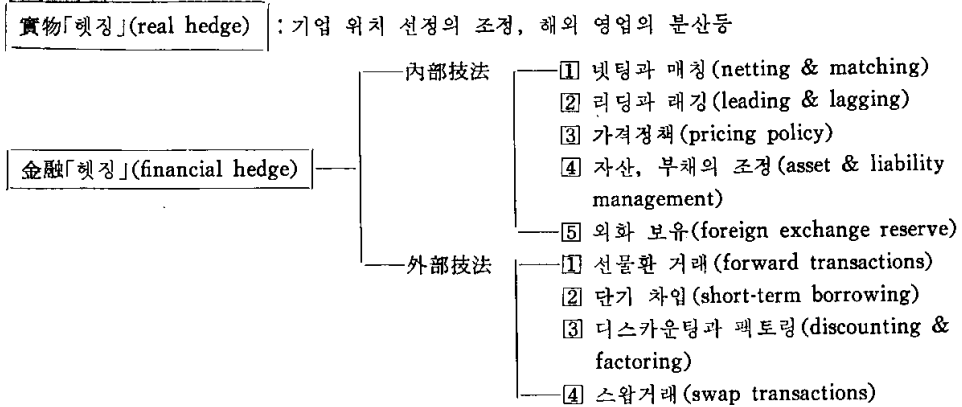 實物「헷징」(real hedge) : 기업 위치 선정의 조정, 해외 영업의 분산등
內部技法 ① 넷팅과 매칭(netting & matching)
② 리딩과 래깅(leading & lagging)
③ 가격정책(pricing policy)
金融「헷징」(financial hedge) ④ 자산, 부채의 조정(asset & liability
management)
⑤ 외화 보유(foreign exchange reserve)
外部技法 ① 선물환 거래(forward transactions)
② 단기 차입(short-term borrowing)
③ 디스카운팅과 팩토링(discounting &
factoring)
④ 스왑거래(swap transactions)